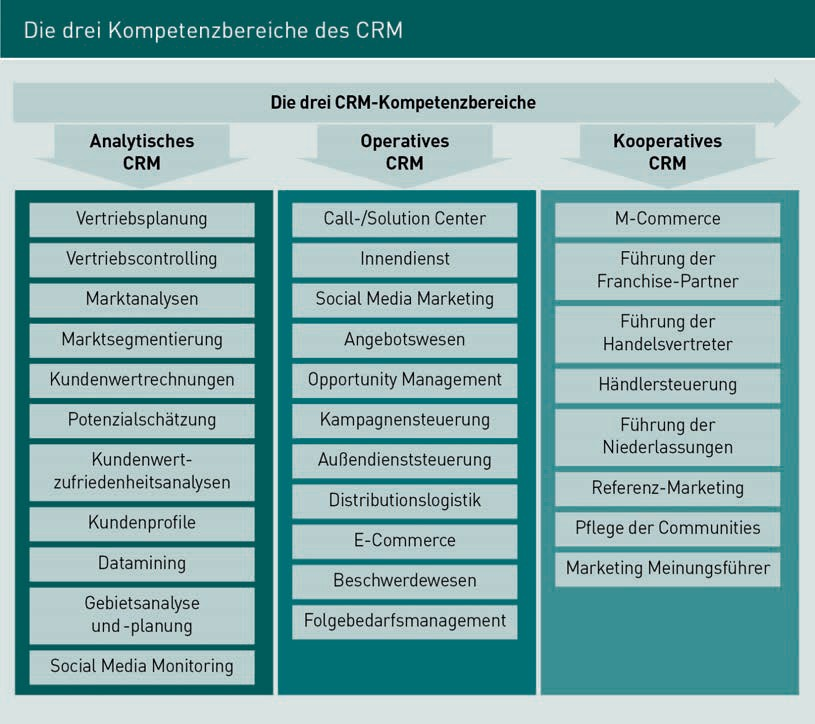 Die drei Kompetenzbereiche des CRM
Die drei CRM-Kompetenzbereiche
Analytisches
CRM
Vertriebsplanung
Vertriebscontrolling
Marktanalysen
Marktsegmentierung
Kundenwertrechnungen
Potenzialschätzung
Kundenwert-
zufriedenheitsanalysen
Kundenprofile
Datamining
Gebietsanalyse
und -planung
Social Media Monitoring
Operatives
CRM
Call-/Solution Center
Innendienst
Social Media Marketing
Angebotswesen
Opportunity Management
Kampagnensteuerung
Außendienststeuerung
Distributionslogistik
E-Commerce
Beschwerdewesen
Folgebedarfsmanagement
Kooperatives
CRM
M-Commerce
Führung der
Franchise-Partner
Führung der
Handelsvertreter
Händlersteuerung
Führung der
Niederlassungen
Referenz-Marketing
Pflege der Communities
Marketing Meinungsführer